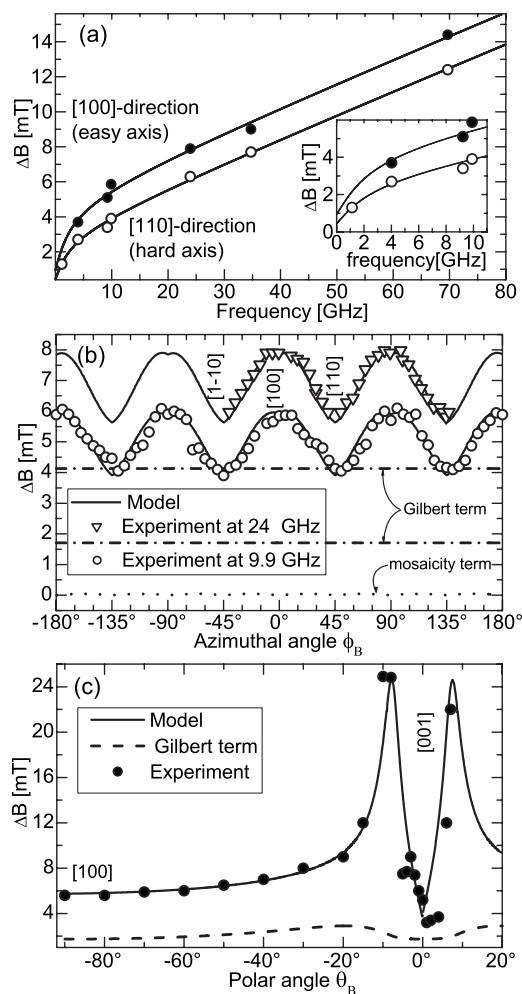 (a)
14
12
10
8
6
4
2
ΔB [mT]
[100]-direction
(easy axis)
[110]-direction
(hard axis)
4
2
0
ΔB [mT]
0 2 4 6 8 10
frequency[GHz]
0 10 20 30 40 50 60 70 80
Frequency [GHz]
(b)
8
7
6
5
4
3
2
1
0
ΔB [mT]
[1-10]
[100]
[110]
Model
Experiment at 24 GHz
Experiment at 9.9 GHz
Gilbert term
mosaicity term
-180° -135° -90° -45° 0° 45° 90° 135° 180°
Azimuthal angle ϕB
(c)
24
20
16
12
8
4
ΔB [mT]
Model
Gilbert term
Experiment
[001]
[100]
-80° -60° -40° -20° 0° 20°
Polar angle θB